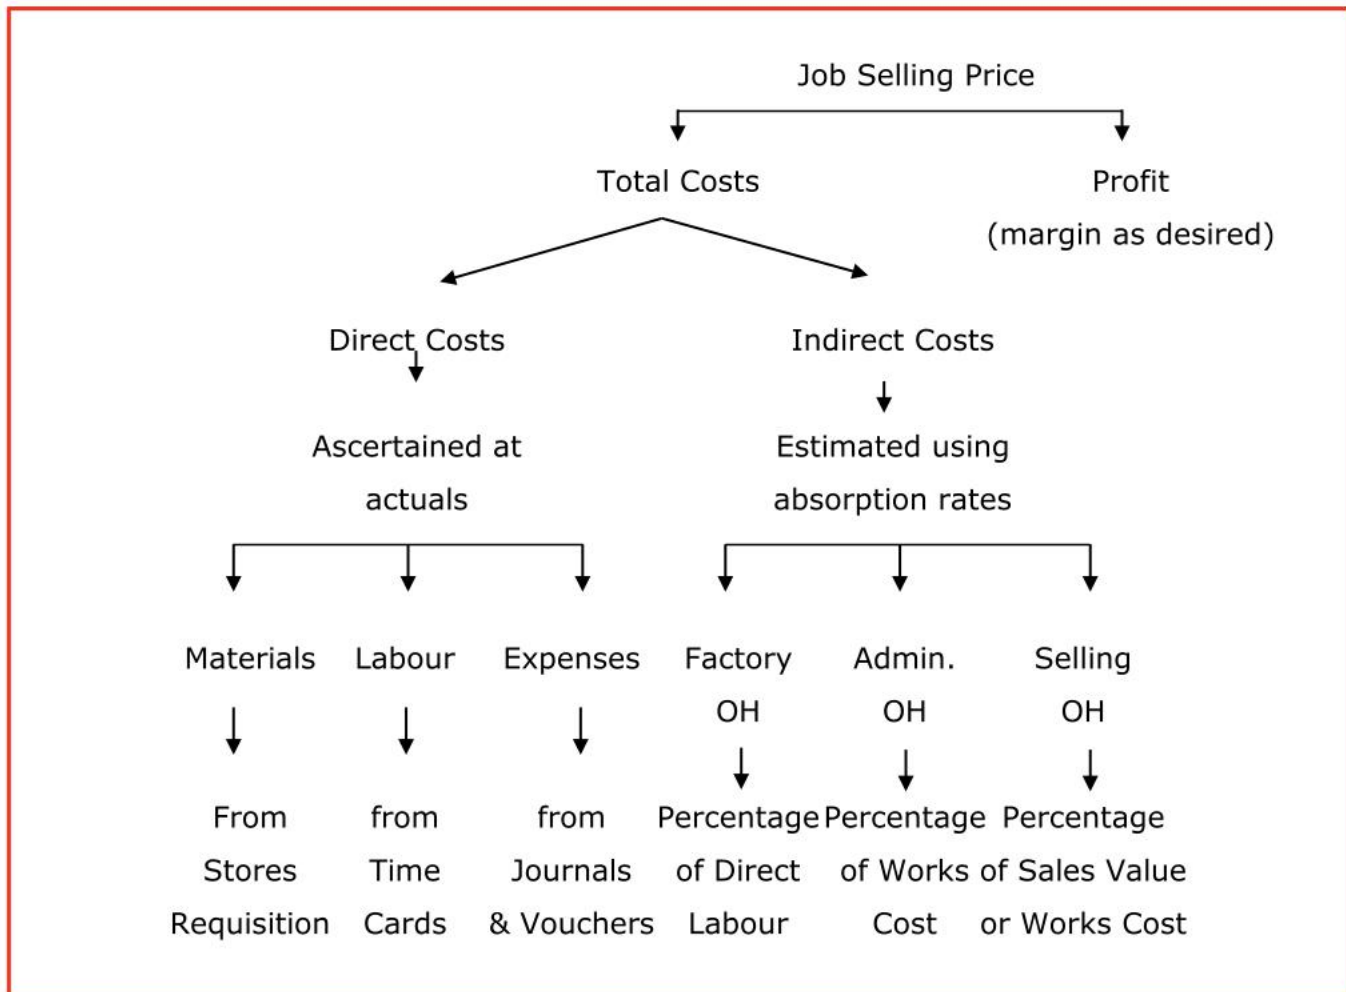 Job Selling Price
Total Costs
Profit
(margin as desired)
Direct Costs
Indirect Costs
Ascertained at
actuals
Estimated using
absorption rates
Materials
From
Stores
Requisition
Labour
from
Time
Cards
Expenses
from
Journals
& Vouchers
Factory
OH
Percentage
of Direct
Labour
Admin.
OH
Percentage
of Works
Cost
Selling
OH
Percentage
of Sales Value
or Works Cost